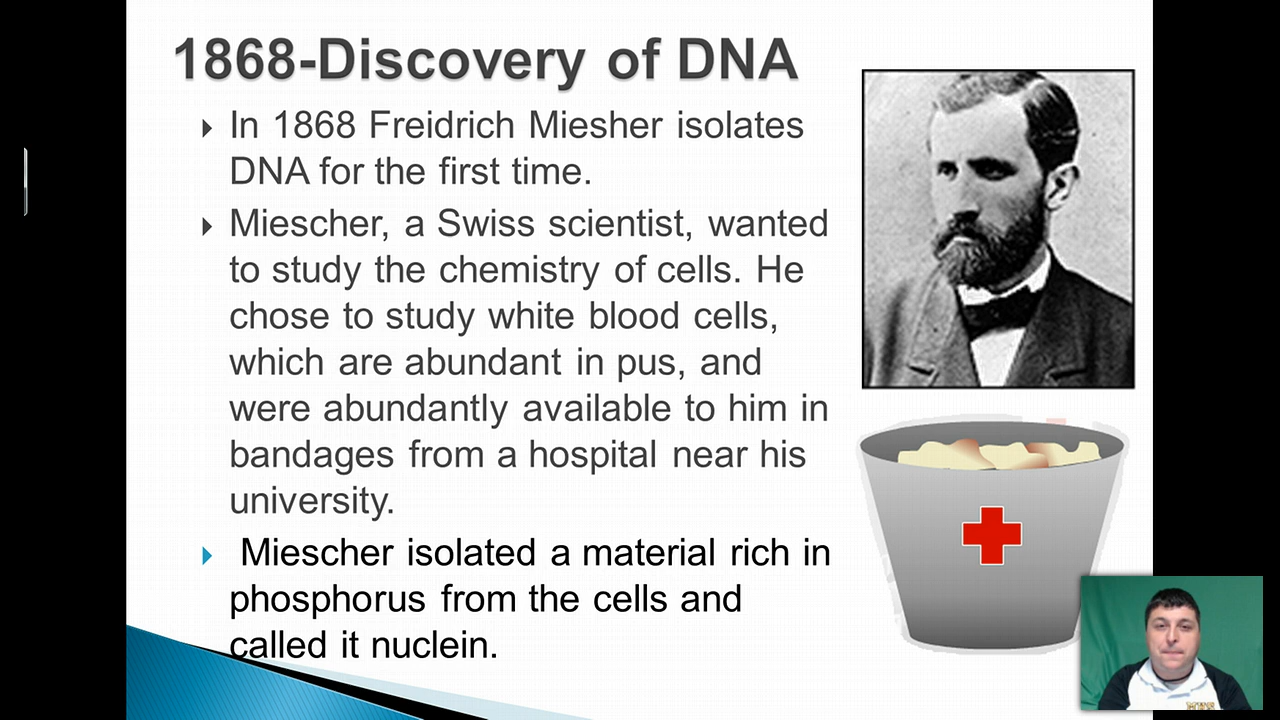 1868-Discovery of DNA
In 1868 Freidrich Miesher isolates
DNA for the first time.
Miescher, a Swiss scientist, wanted
to study the chemistry of cells. He
chose to study white blood cells,
which are abundant in pus, and
were abundantly available to him in
bandages from a hospital near his
university.
Miescher isolated a material rich in
phosphorus from the cells and
called it nuclein.